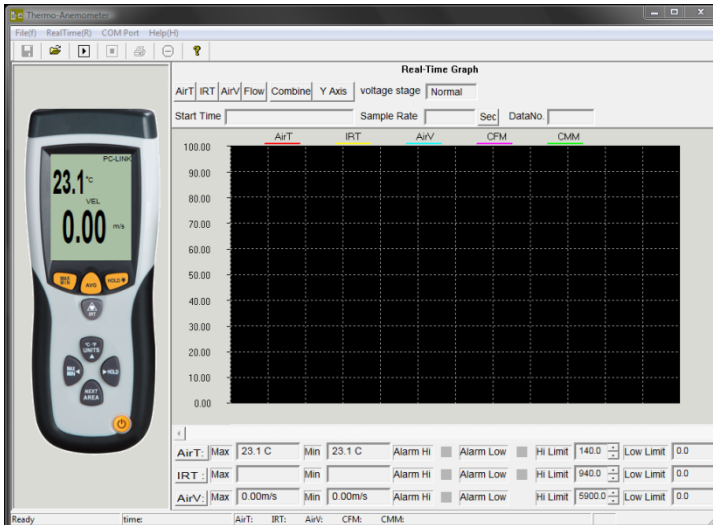 Thermo-Anemometer
File(f) RealTime(R) COM Port Help(H)
Real-Time Graph
AirT IRT AirV Flow Combine Y Axis voltage stage Normal
Start Time Sample Rate Sec DataNo.
AirT IRT AirV CFM CMM
100.00
90.00
80.00
70.00
60.00
50.00
40.00
30.00
20.00
10.00
0.00
PC-LINK
23.1 °C
VEL
0.00 m/s
MAX MIN AVG HOLD
IRT
°C °F
UNITS
MAX MIN HOLD
NEXT
AREA
AirT: Max 23.1 C Min 23.1 C Alarm Hi Alarm Low Hi Limit 140.0 Low Limit 0.0
IRT : Max Min Alarm Hi Alarm Low Hi Limit 940.0 Low Limit 0.0
AirV: Max 0.00m/s Min 0.00m/s Alarm Hi Alarm Low Hi Limit 5900.0 Low Limit 0.0
Ready time: AirT: IRT: AirV: CFM: CMM: